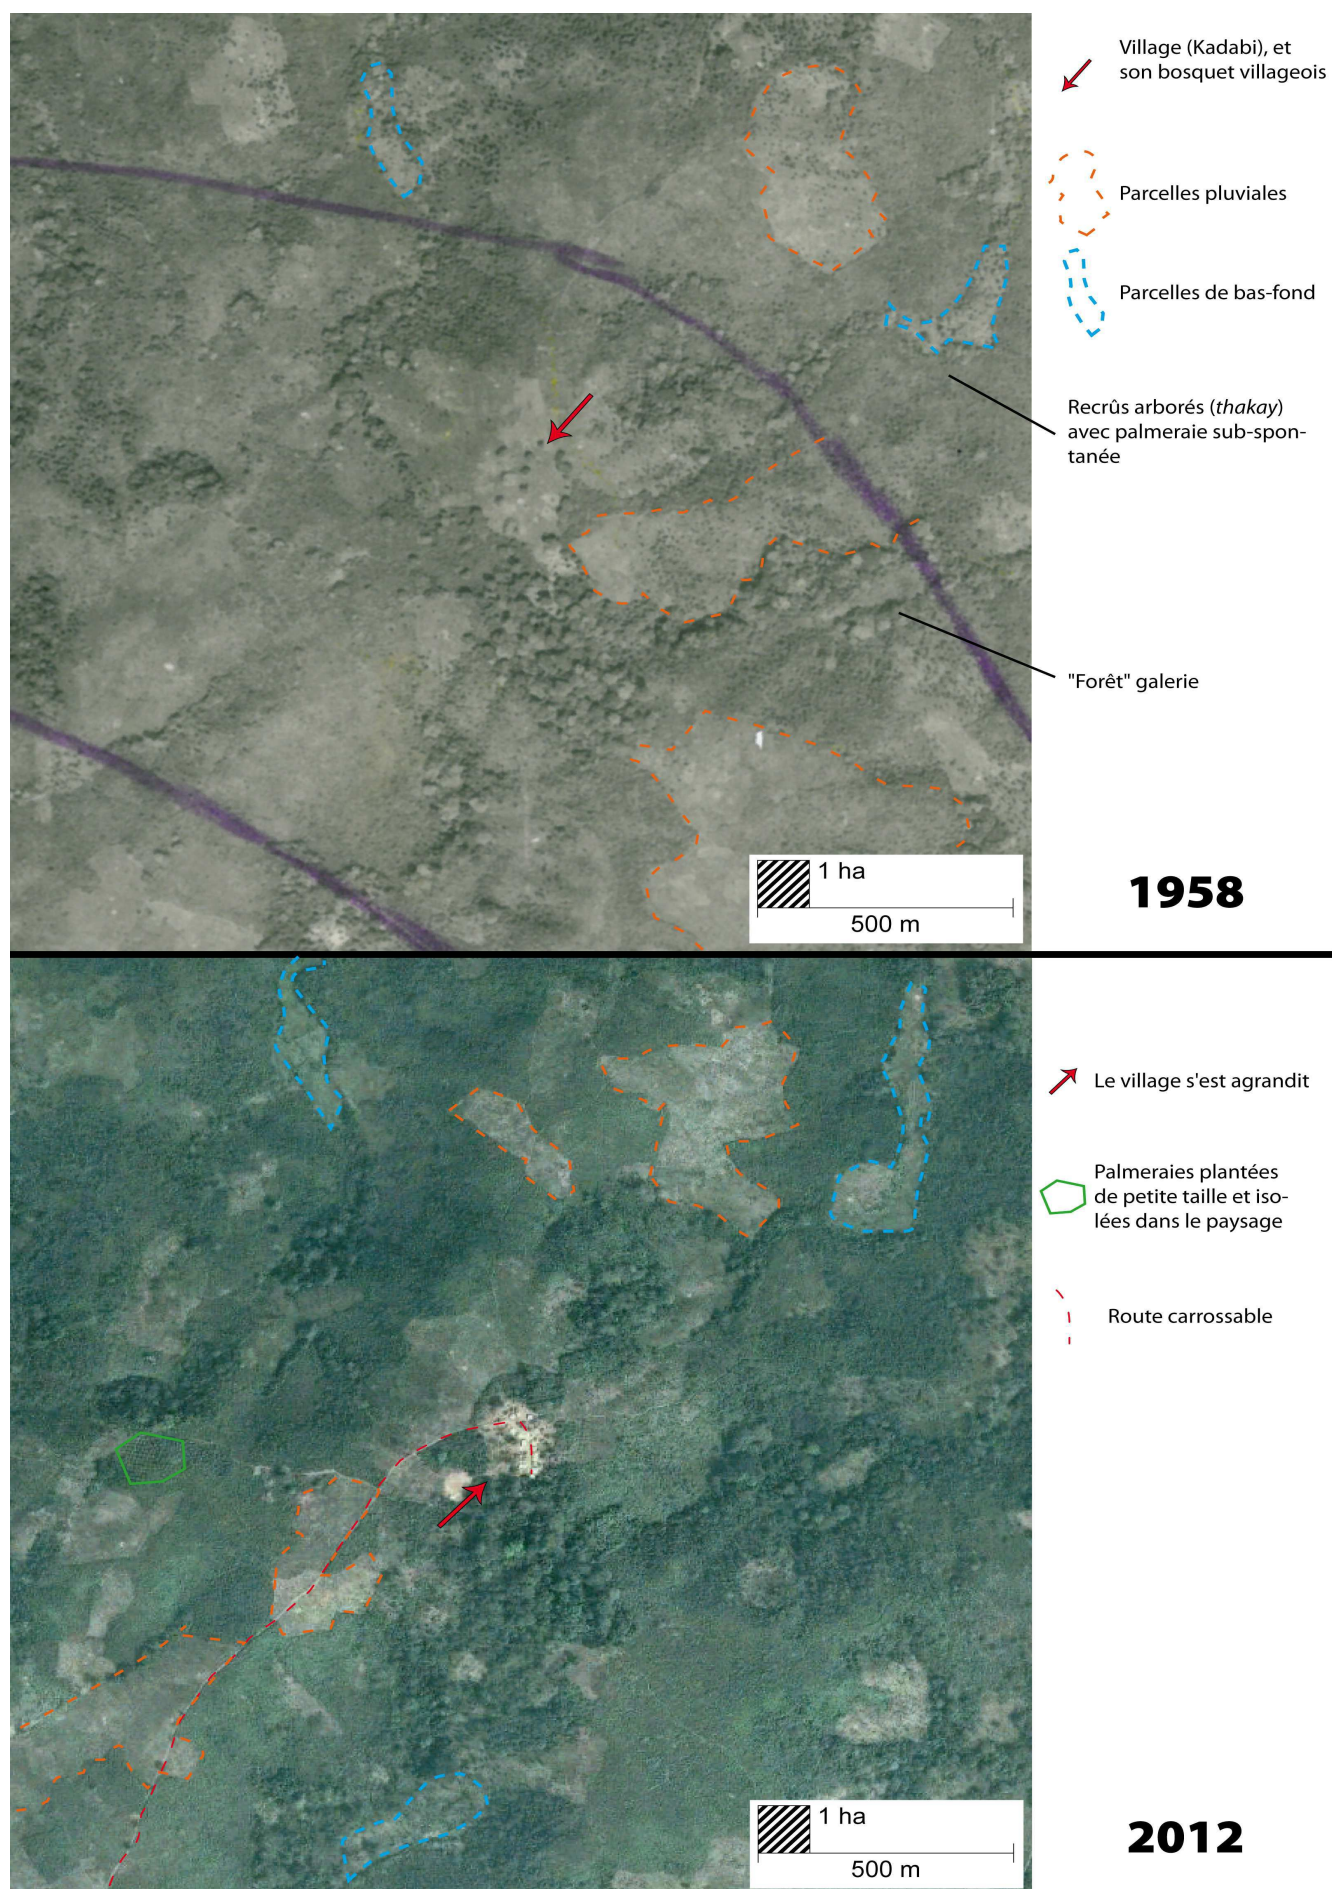 Village (Kadabi), et
son bosquet villageois
Parcelles pluviales
Parcelles de bas-fond
Recrûs arborés (thakay)
avec palmeraie sub-spon-
tanée
"Forêt" galerie
1 ha
500 m
1958
Le village s'est agrandit
Palmeraies plantées
de petite taille et iso-
lées dans le paysage
Route carrossable
1 ha
500 m
2012